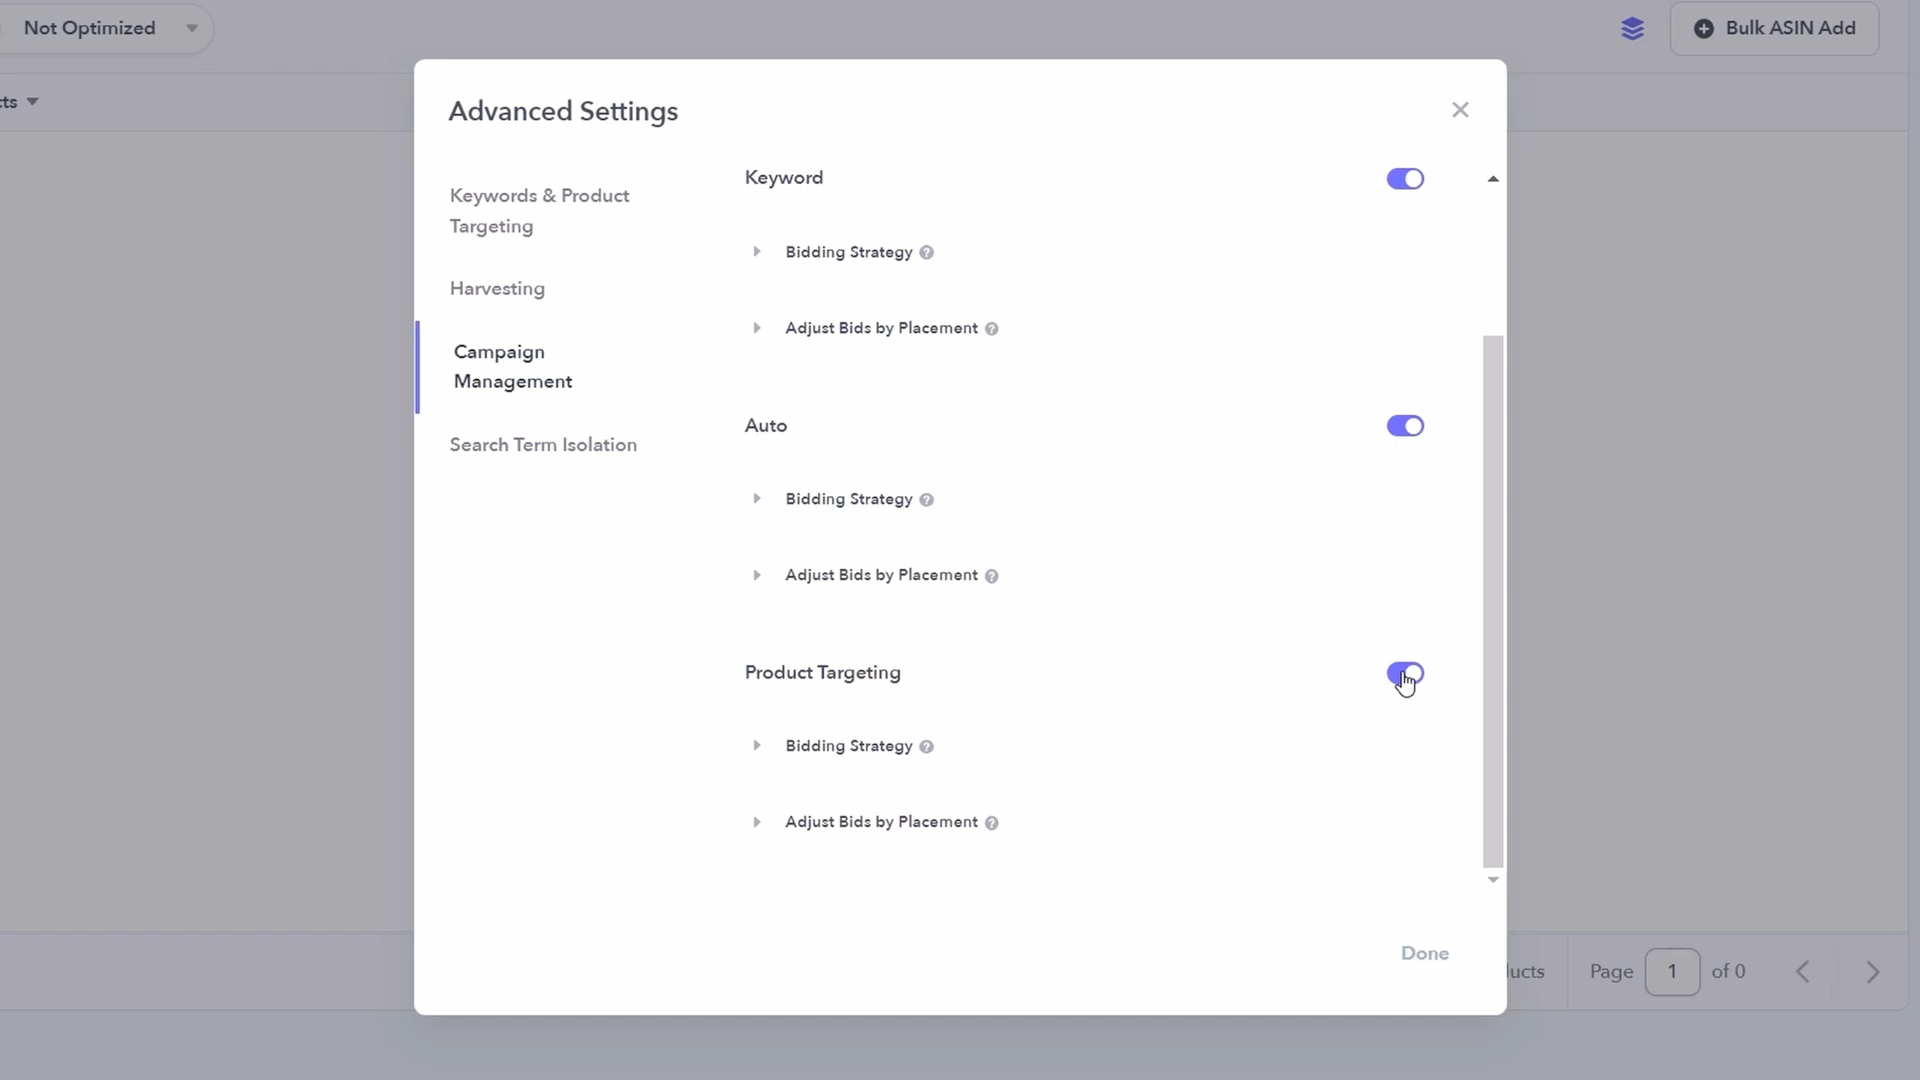 Not Optimized
Bulk ASIN Add
cts
Advanced Settings
Keywords & Product
Targeting
Harvesting
Campaign
Management
Search Term Isolation
Keyword
Bidding Strategy ?
Adjust Bids by Placement ?
Auto
Bidding Strategy ?
Adjust Bids by Placement ?
Product Targeting
Bidding Strategy ?
Adjust Bids by Placement ?
Done
ducts
Page 1 of 0